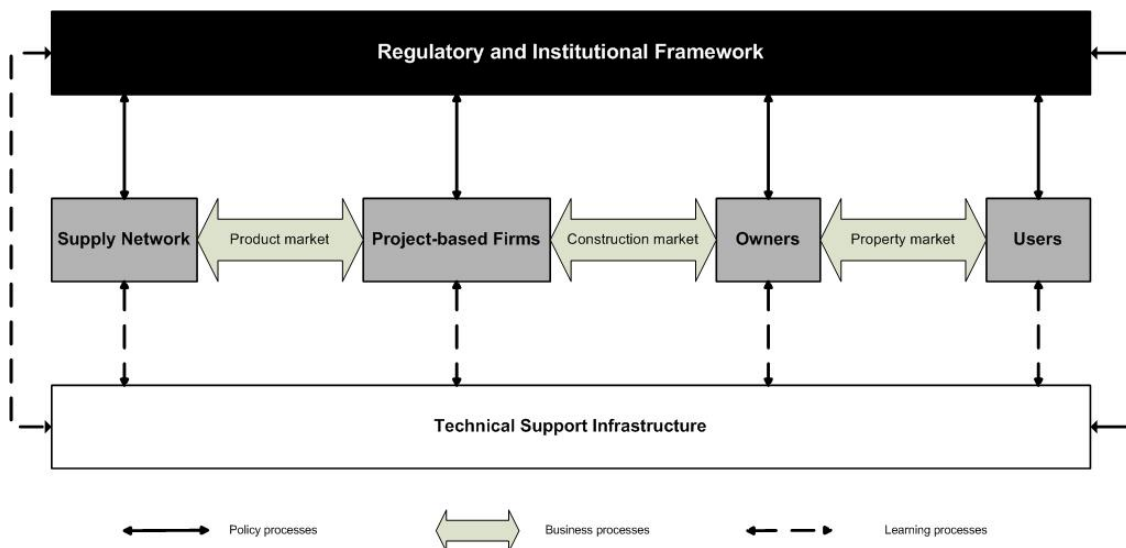 Regulatory and Institutional Framework
Supply Network
Product market
Project-based Firms
Construction market
Owners
Property market
Users
Technical Support Infrastructure
Policy processes
Business processes
Learning processes